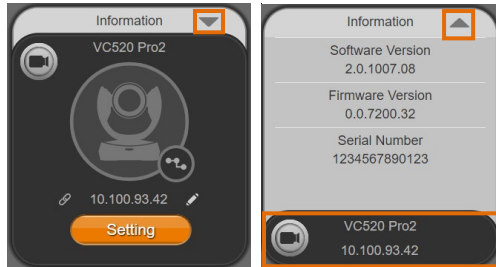 Information
VC520 Pro2
10.100.93.42
Setting
Information
Software Version
2.0.1007.08
Firmware Version
0.0.7200.32
Serial Number
1234567890123
VC520 Pro2
10.100.93.42